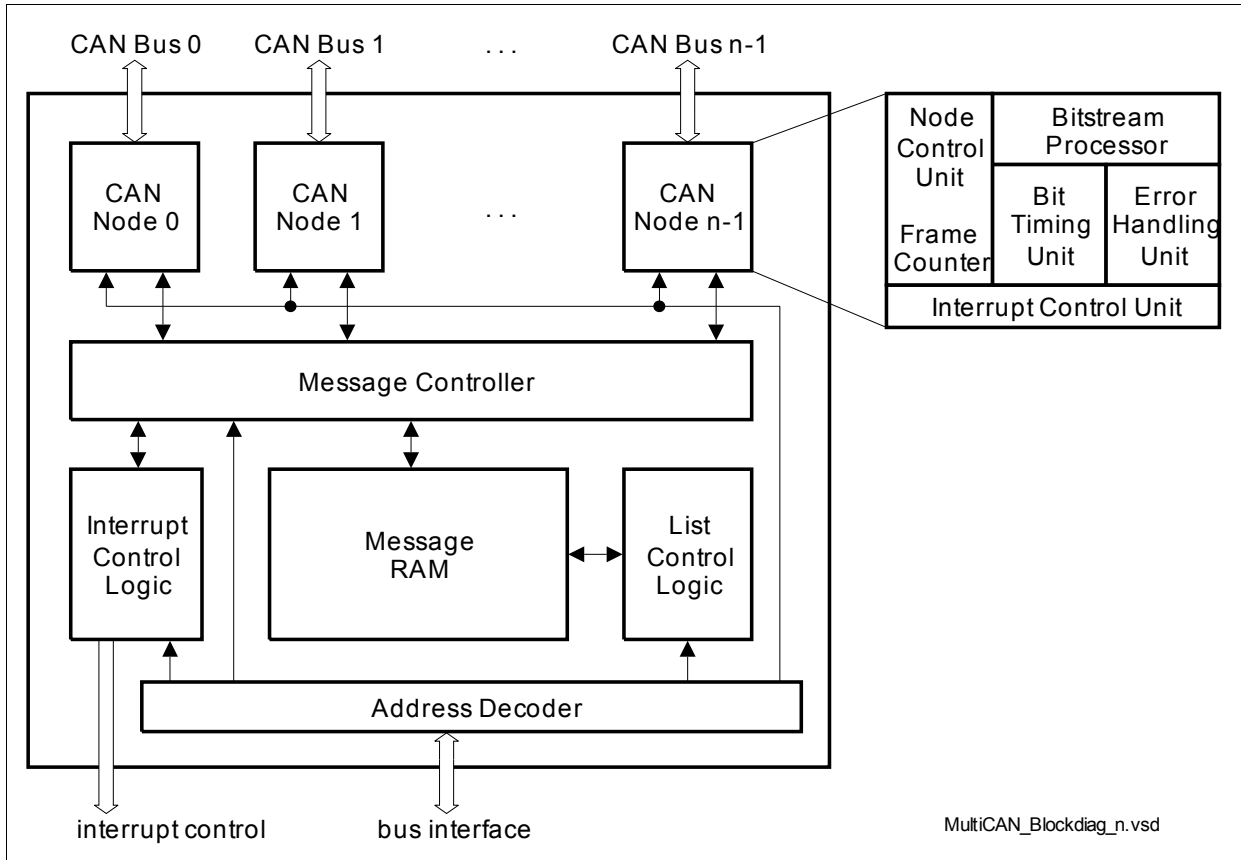 CAN Bus 0 CAN Bus 1 . . . CAN Bus n-1
CAN
Node 0
CAN
Node 1
. . .
CAN
Node n-1
Node
Control
Unit
Frame
Counter
Bitstream
Processor
Bit
Timing
Unit
Error
Handling
Unit
Interrupt Control Unit
Message Controller
Interrupt
Control
Logic
Message
RAM
List
Control
Logic
Address Decoder
interrupt control
bus interface
MultiCAN_Blockdiag_n.vsd